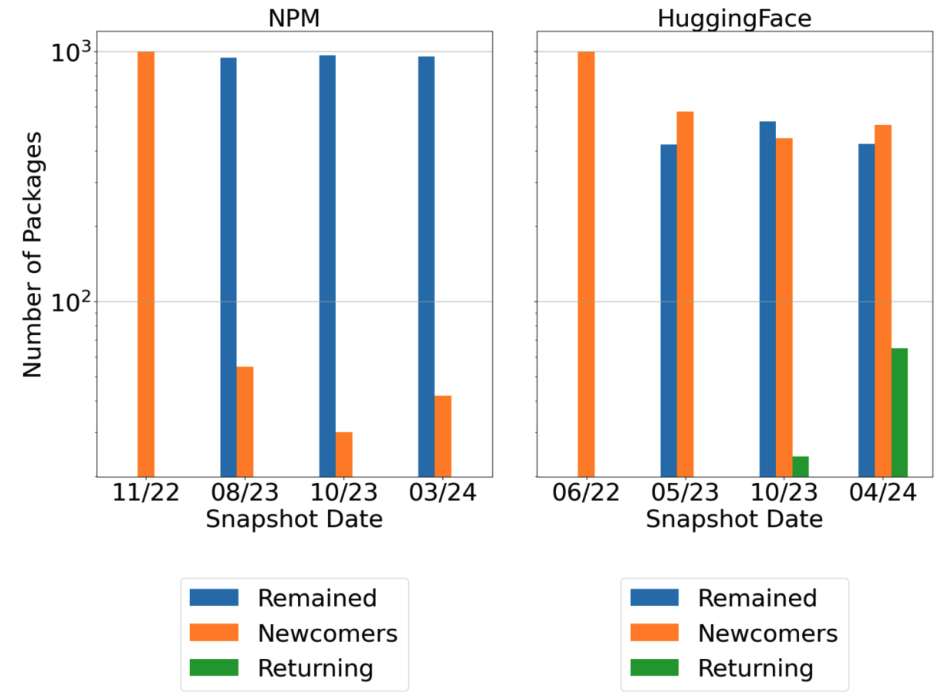 NPM
HuggingFace
Number of Packages
10³
10²
11/22 08/23 10/23 03/24
Snapshot Date
06/22 05/23 10/23 04/24
Snapshot Date
Remained
Newcomers
Returning
Remained
Newcomers
Returning